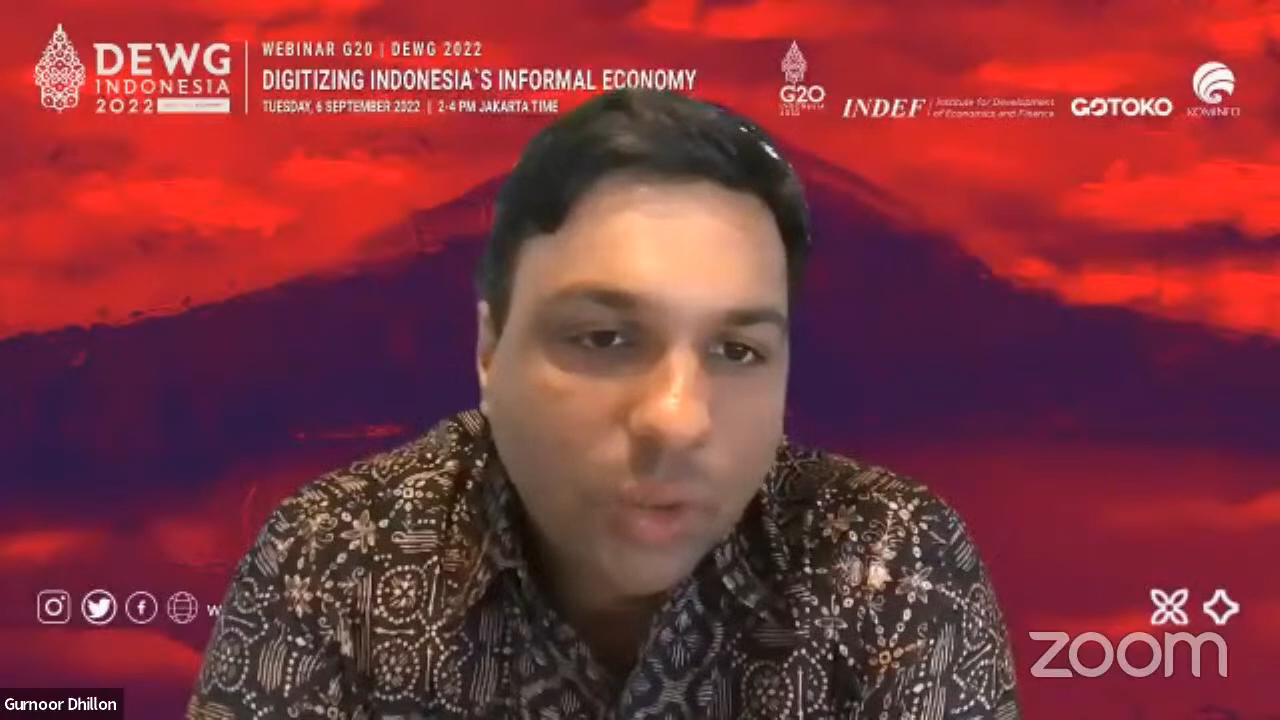 DEWG
INDONESIA
2022
WEBINAR G20 | DEWG 2022
DIGITIZING INDONESIA`S INFORMAL ECONOMY
TUESDAY, 6 SEPTEMBER 2022 | 2-4 PM JAKARTA TIME
G20
INDEF
Institute for Development
of Economics and Finance
GOTOKO
KOMINFO
zoom
Gurnoor Dhillon